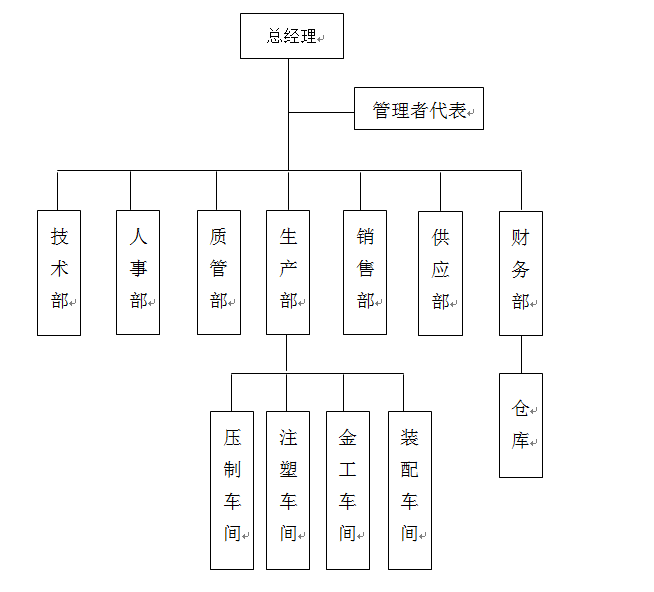 总经理
管理者代表
技术部
人事部
质管部
生产部
销售部
供应部
财务部
仓库
压制车间
注塑车间
金工车间
装配车间